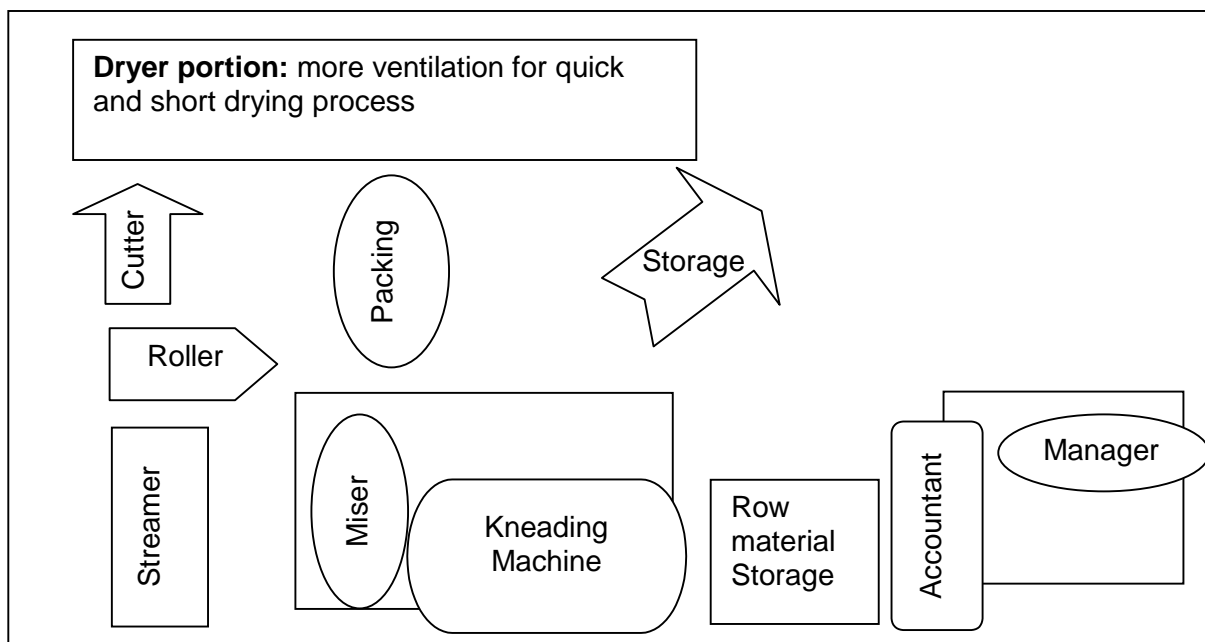 Dryer portion: more ventilation for quick
and short drying process
Cutter
Packing
Storage
Roller
Streamer
Miser
Kneading
Machine
Row
material
Storage
Accountant
Manager